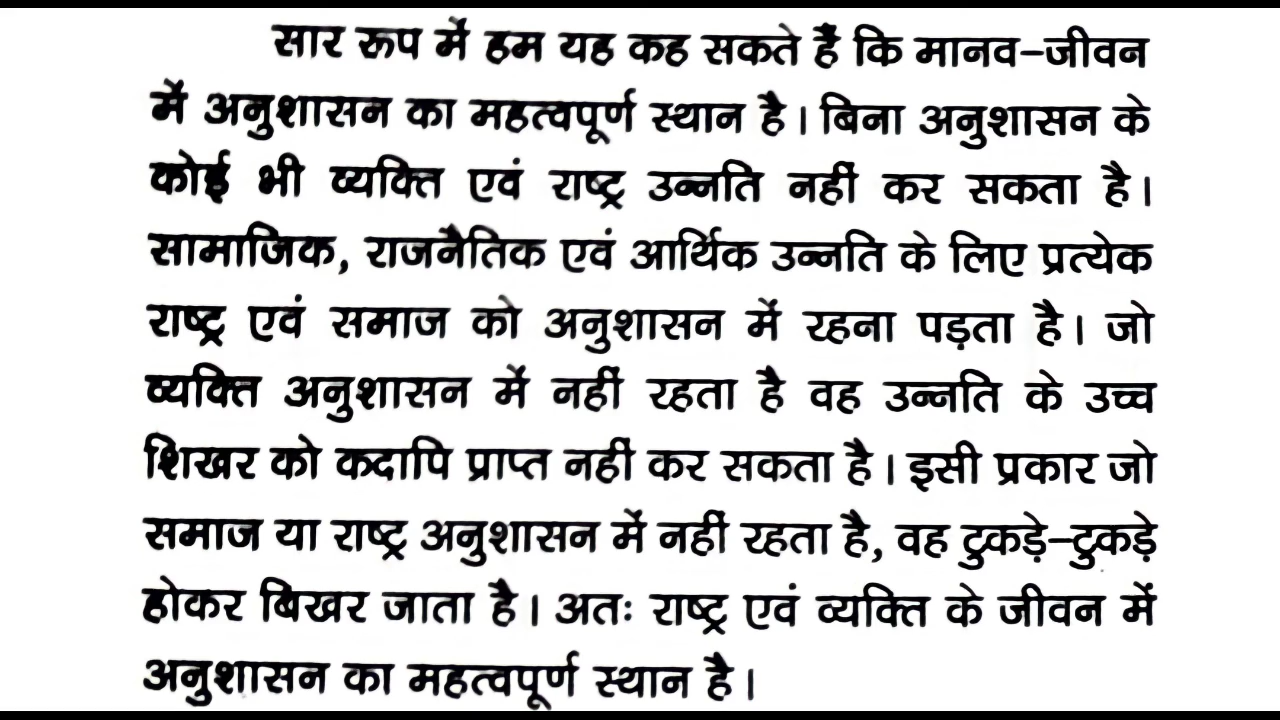 सार रूप में हम यह कह सकते हैं कि मानव-जीवन
में अनुशासन का महत्वपूर्ण स्थान है। बिना अनुशासन के
कोई भी व्यक्ति एवं राष्ट्र उन्नति नहीं कर सकता है।
सामाजिक, राजनैतिक एवं आर्थिक उन्नति के लिए प्रत्येक
राष्ट्र एवं समाज को अनुशासन में रहना पड़ता है। जो
व्यक्ति अनुशासन में नहीं रहता है वह उन्नति के उच्च
शिखर को कदापि प्राप्त नहीं कर सकता है। इसी प्रकार जो
समाज या राष्ट्र अनुशासन में नहीं रहता है, वह टुकड़े-टुकड़े
होकर बिखर जाता है। अतः राष्ट्र एवं व्यक्ति के जीवन में
अनुशासन का महत्वपूर्ण स्थान है।